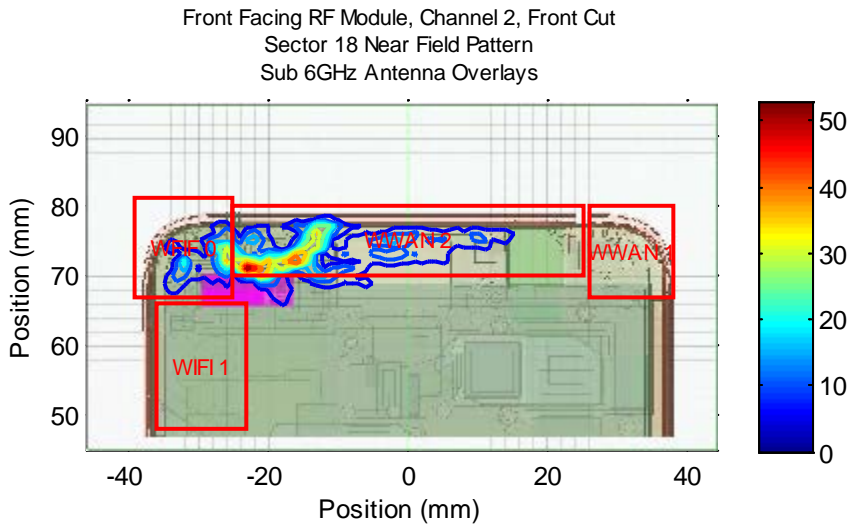 Front Facing RF Module, Channel 2, Front Cut
Sector 18 Near Field Pattern
Sub 6GHz Antenna Overlays
90
80
70
60
50
Position (mm)
-40
-20
0
20
40
Position (mm)
WIFI 0
WWAN 2
WWAN 1
WIFI 1
50
40
30
20
10
0